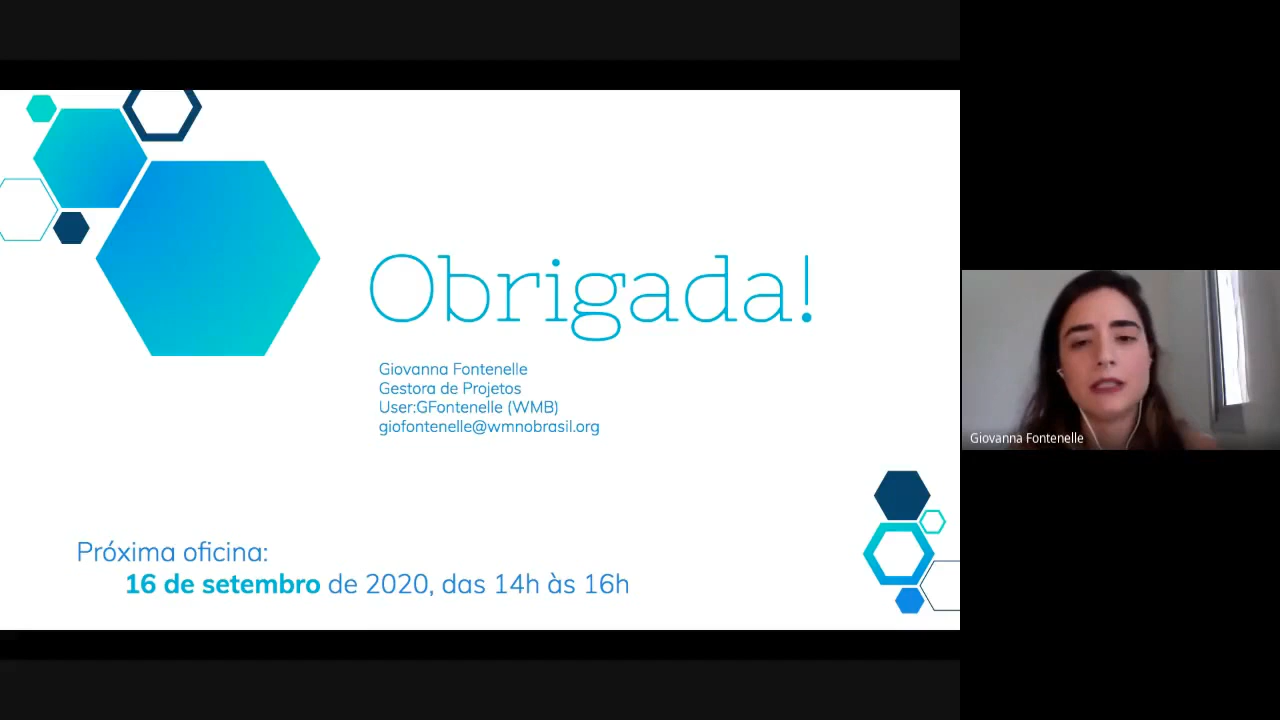 Obrigada!
Giovanna Fontenelle
Gestora de Projetos
User:GFontenelle (WMB)
giofontenelle@wmnobrasil.org
Próxima oficina:
16 de setembro de 2020, das 14h às 16h
Giovanna Fontenelle